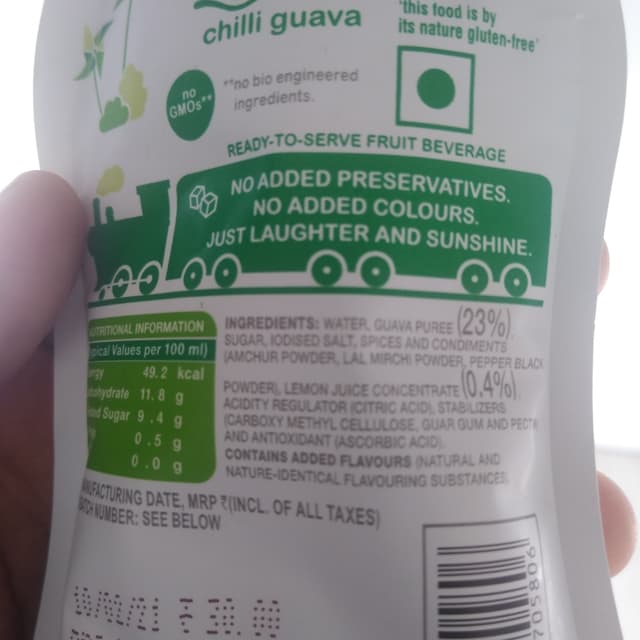 chilli guava
*this food is by
its nature gluten-free*
no
GMOs**
**no bio engineered
ingredients.
READY-TO-SERVE FRUIT BEVERAGE
NO ADDED PRESERVATIVES.
NO ADDED COLOURS.
JUST LAUGHTER AND SUNSHINE.
NUTRITIONAL INFORMATION
Typical Values per 100 ml)
49.2 kcal
11.8 g
Sugar 9.4 g
0.5 g
0.0 g
INGREDIENTS: WATER, GUAVA PUREE (23%),
SUGAR, IODISED SALT, SPICES AND CONDIMENTS
(AMCHUR POWDER, LAL MIRCH) POWDER, PEPPER BLACK
POWDER), LEMON JUICE CONCENTRATE (0.4%),
ACIDITY REGULATOR (CITRIC ACID), STABILIZERS
(CARBOXY METHYL CELLULOSE, GUAR GUM AND PECTIN
AND ANTIOXIDANT (ASCORBIC ACID).
CONTAINS ADDED FLAVOURS (NATURAL AND
NATURE-IDENTICAL FLAVOURING SUBSTANCES)
MANUFACTURING DATE, MRP ₹(INCL. OF ALL TAXES)
BATCH NUMBER: SEE BELOW
₹ 30.00
05806